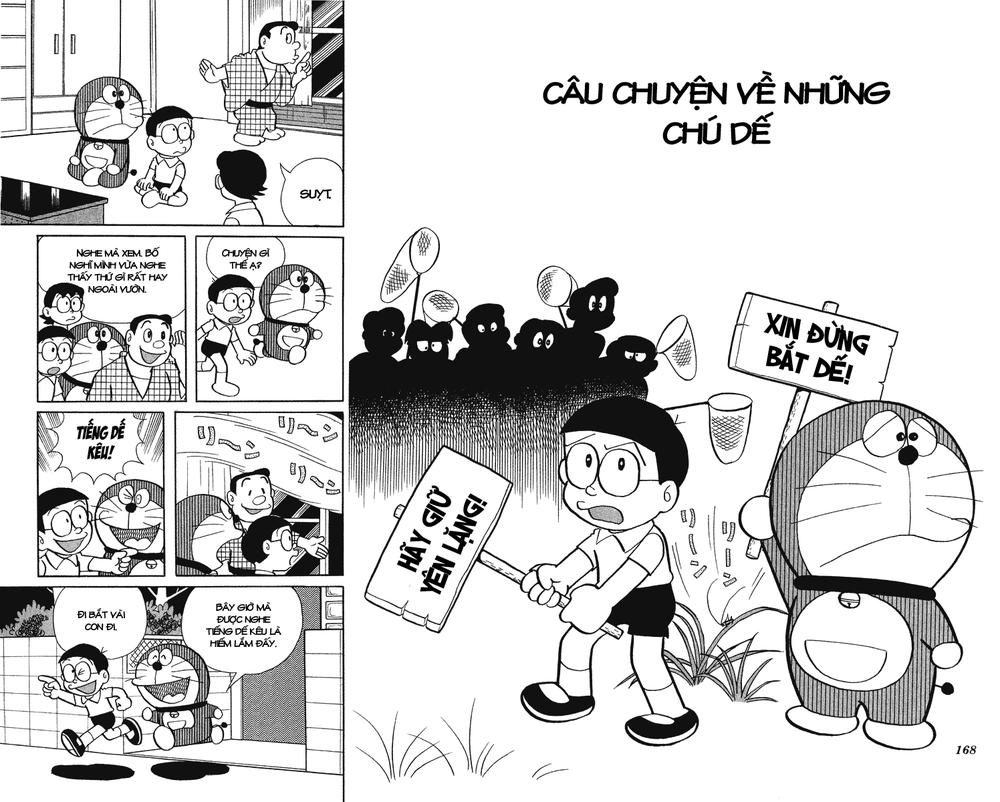 CÂU CHUYỆN VỀ NHỮNG
CHÚ DẾ
XIN ĐỪNG
BẮT DẾ!
HÃY GIỮ
YÊN LẶNG!
168
SUỴT.
CHUYỆN GÌ
THẾ Ạ?
NGHE MÀ XEM. BỐ
NGHĨ MÌNH VỪA NGHE
THẤY THỨ GÌ RẤT HAY
NGOÀI VƯỜN.
TIẾNG DẾ
KÊU!
BÂY GIỜ MÀ
ĐƯỢC NGHE
TIẾNG DẾ KÊU LÀ
HIẾM LẮM ĐẤY.
ĐI BẮT VÀI
CON ĐI.